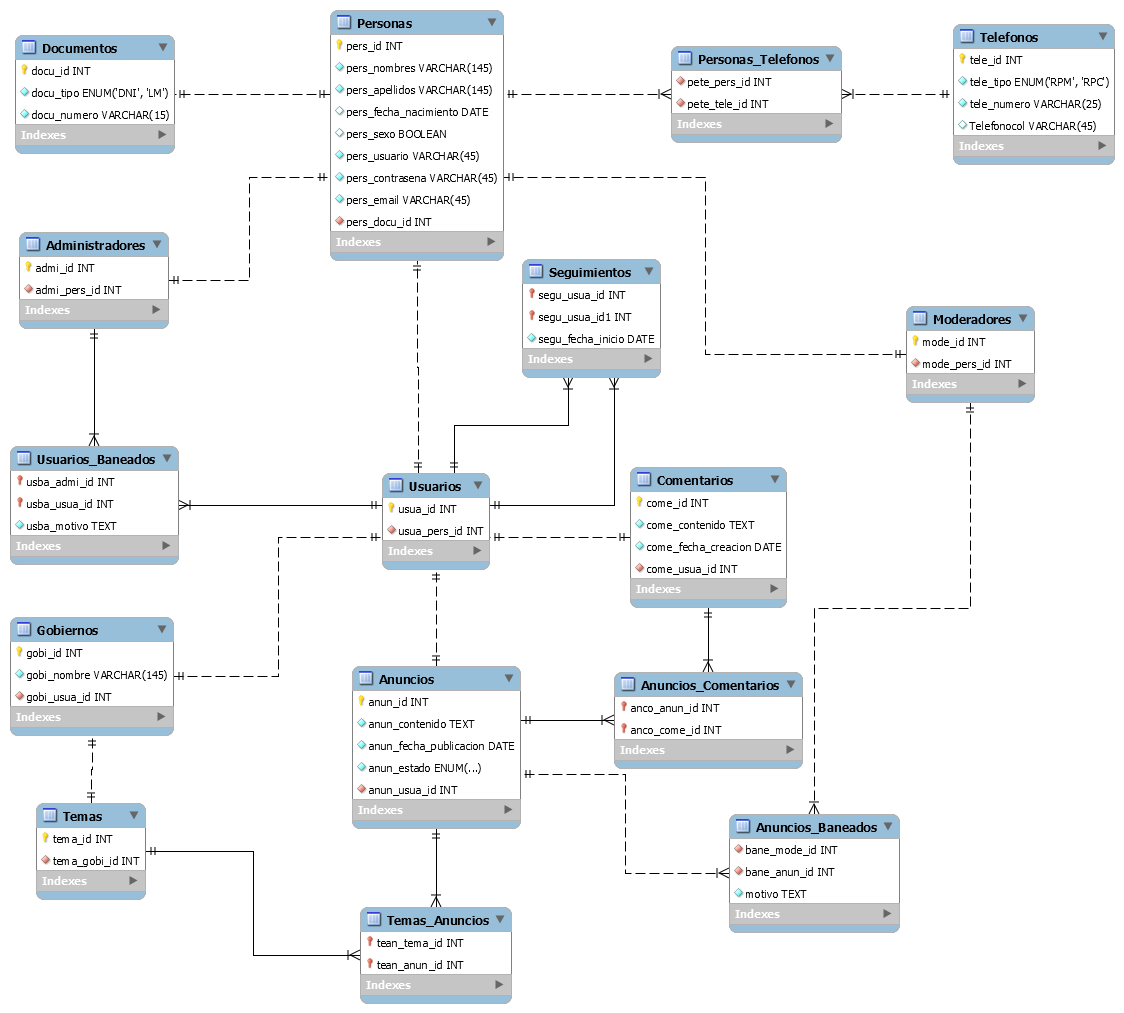 Personas
pers_id INT
pers_nombres VARCHAR(145)
pers_apellidos VARCHAR(145)
pers_fecha_nacimiento DATE
pers_sexo BOOLEAN
pers_usuario VARCHAR(45)
pers_contrasena VARCHAR(45)
pers_email VARCHAR(45)
pers_docu_id INT
Indexes
Documentos
docu_id INT
docu_tipo ENUM('DNI', 'LM')
docu_numero VARCHAR(15)
Indexes
Personas_Telefonos
pete_pers_id INT
pete_tele_id INT
Indexes
Telefonos
tele_id INT
tele_tipo ENUM('RPM', 'RPC')
tele_numero VARCHAR(25)
Telefonocol VARCHAR(45)
Indexes
Administradores
admi_id INT
admi_pers_id INT
Indexes
Seguimientos
segu_usua_id INT
segu_usua_id1 INT
segu_fecha_inicio DATE
Indexes
Moderadores
mode_id INT
mode_pers_id INT
Indexes
Usuarios_Baneados
usba_admi_id INT
usba_usua_id INT
usba_motivo TEXT
Indexes
Usuarios
usua_id INT
usua_pers_id INT
Indexes
Comentarios
come_id INT
come_contenido TEXT
come_fecha_creacion DATE
come_usua_id INT
Indexes
Gobiernos
gobi_id INT
gobi_nombre VARCHAR(145)
gobi_usua_id INT
Indexes
Anuncios
anun_id INT
anun_contenido TEXT
anun_fecha_publicacion DATE
anun_estado ENUM(...)
anun_usua_id INT
Indexes
Anuncios_Comentarios
anco_anun_id INT
anco_come_id INT
Indexes
Temas
tema_id INT
tema_gobi_id INT
Indexes
Anuncios_Baneados
bane_mode_id INT
bane_anun_id INT
motivo TEXT
Indexes
Temas_Anuncios
tean_tema_id INT
tean_anun_id INT
Indexes